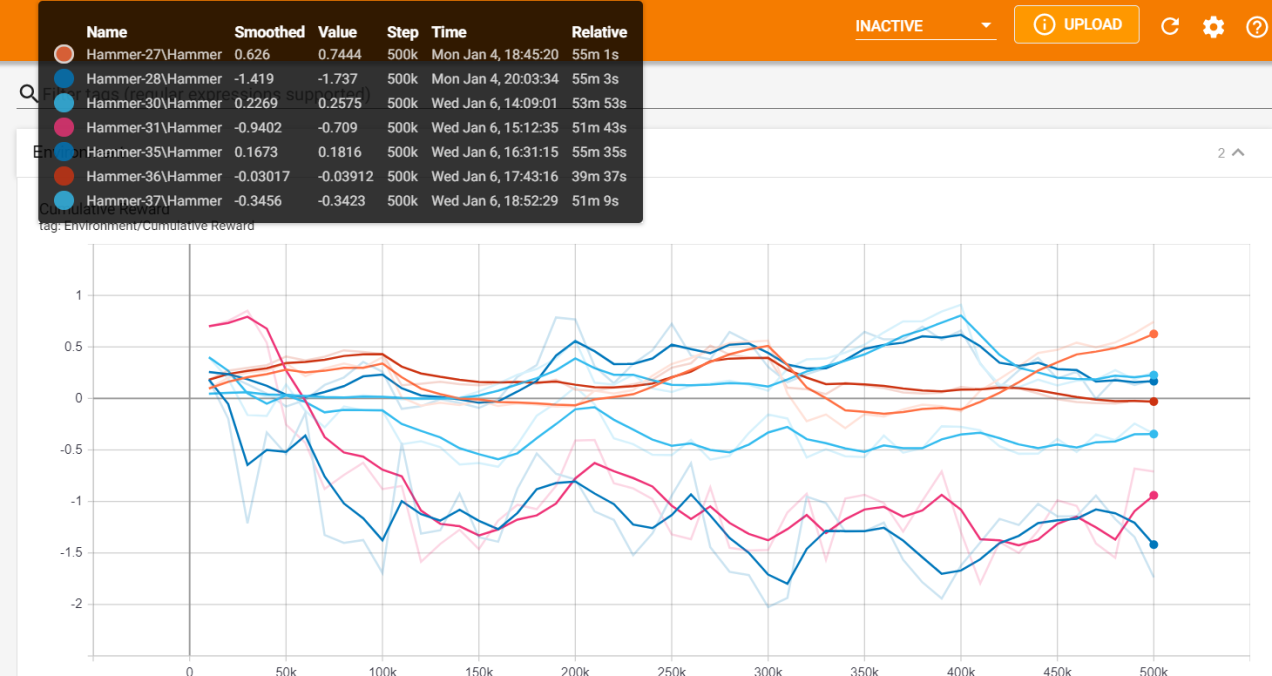 INACTIVE
UPLOAD
Name Smoothed Value Step Time Relative
Hammer-27\Hammer 0.626 0.7444 500k Mon Jan 4, 18:45:20 55m 1s
Hammer-28\Hammer -1.419 -1.737 500k Mon Jan 4, 20:03:34 55m 3s
Filter tags (regular expressions supported)
Hammer-30\Hammer 0.2269 0.2575 500k Wed Jan 6, 14:09:01 53m 53s
Hammer-31\Hammer -0.9402 -0.709 500k Wed Jan 6, 15:12:35 51m 43s
Hammer-35\Hammer 0.1673 0.1816 500k Wed Jan 6, 16:31:15 55m 35s
2
Hammer-36\Hammer -0.03017 -0.03912 500k Wed Jan 6, 17:43:16 39m 37s
Hammer-37\Hammer -0.3456 -0.3423 500k Wed Jan 6, 18:52:29 51m 9s
Cumulative Reward
tag: Environment/Cumulative Reward
1
0.5
0
-0.5
-1
-1.5
-2
0 50k 100k 150k 200k 250k 300k 350k 400k 450k 500k